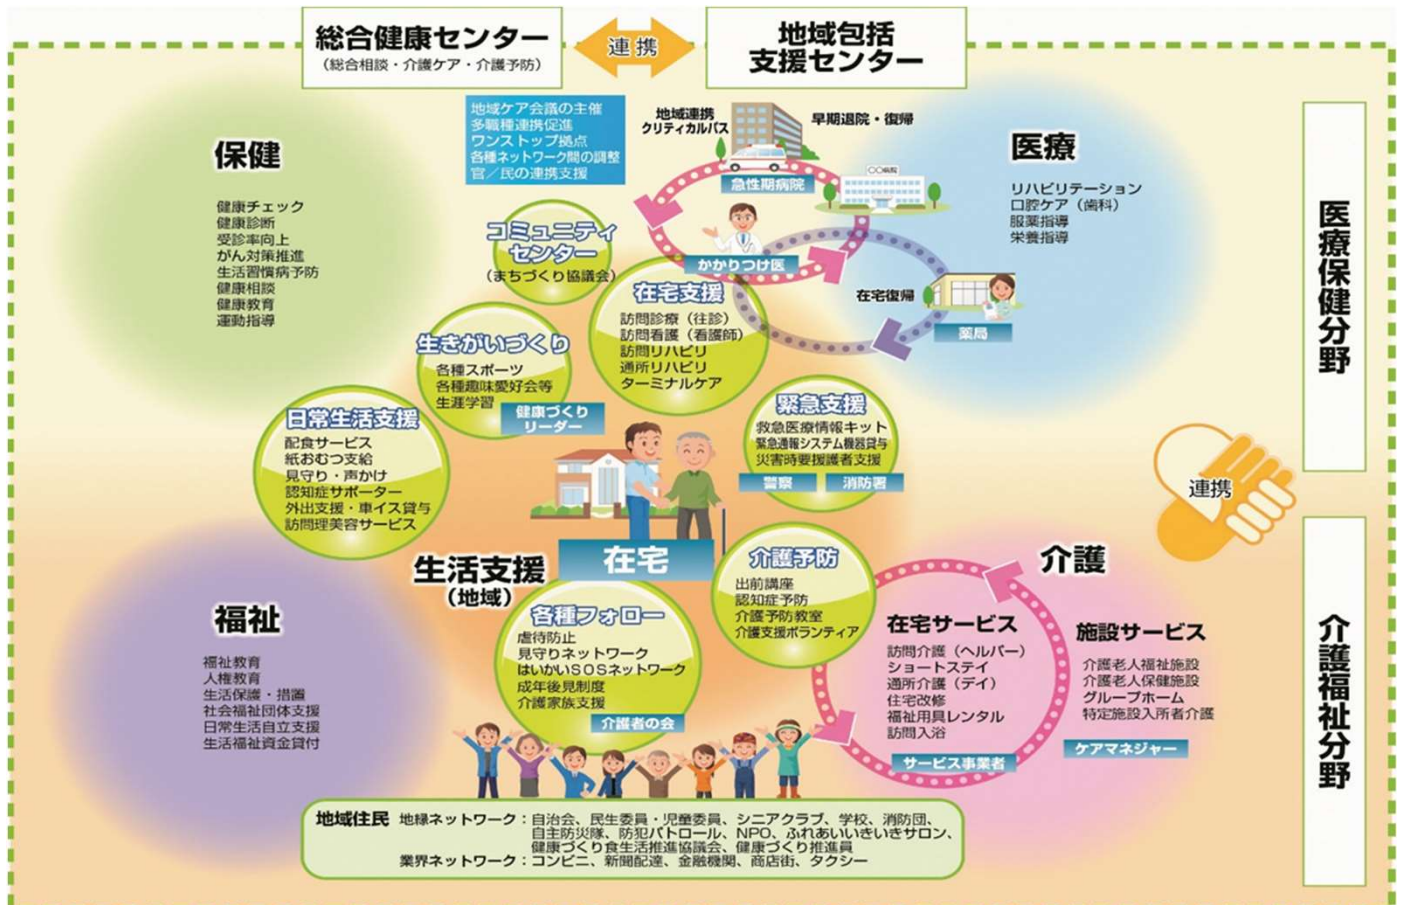 総合健康センター
（総合相談・介護ケア・介護予防）
連携
地域包括
支援センター
地域ケア会議の主催
多職種連携促進
ワンストップ拠点
各種ネットワーク間の調整
官／民の連携支援
地域連携
クリティカルパス
早期退院・復帰
急性期病院
〇〇病院
かかりつけ医
在宅復帰
薬局
保健
健康チェック
健康診断
受診率向上
がん対策推進
生活習慣病予防
健康相談
健康教育
運動指導
医療
リハビリテーション
口腔ケア（歯科）
服薬指導
栄養指導
医療保健分野
コミュニティ
センター
（まちづくり協議会）
在宅支援
訪問診療（往診）
訪問看護（看護師）
訪問リハビリ
通所リハビリ
ターミナルケア
生きがいづくり
各種スポーツ
各種趣味愛好会等
生涯学習
健康づくり
リーダー
日常生活支援
配食サービス
紙おむつ支給
見守り・声かけ
認知症サポーター
外出支援・車イス貸与
訪問理美容サービス
緊急支援
救急医療情報キット
緊急通報システム機器貸与
災害時要援護者支援
警察
消防署
連携
在宅
生活支援
（地域）
介護予防
出前講座
認知症予防
介護予防教室
介護支援ボランティア
各種フォロー
虐待防止
見守りネットワーク
はいかいＳＯＳネットワーク
成年後見制度
介護家族支援
介護者の会
福祉
福祉教育
人権教育
生活保護・措置
社会福祉団体支援
日常生活自立支援
生活福祉資金貸付
介護
在宅サービス
訪問介護（ヘルパー）
ショートステイ
通所介護（デイ）
住宅改修
福祉用具レンタル
訪問入浴
サービス事業者
施設サービス
介護老人福祉施設
介護老人保健施設
グループホーム
特定施設入所者介護
ケアマネジャー
介護福祉分野
地域住民 地縁ネットワーク：自治会、民生委員・児童委員、シニアクラブ、学校、消防団、
自主防災隊、防犯パトロール、NPO、ふれあいいきいきサロン、
健康づくり食生活推進協議会、健康づくり推進員
業界ネットワーク：コンビニ、新聞配達、金融機関、商店街、タクシー